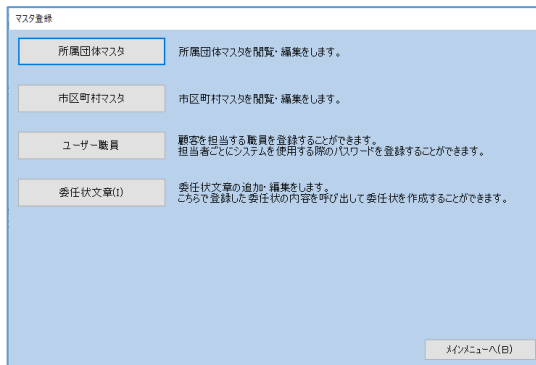 マスタ登録
所属団体マスタ
所属団体マスタを閲覧・編集をします。
市区町村マスタ
市区町村マスタを閲覧・編集をします。
ユーザー職員
顧客を担当する職員を登録することができます。
担当者ごとにシステムを使用する際のパスワードを登録することができます。
委任状文章(I)
委任状文章の追加・編集をします。
こちらで登録した委任状の内容を呼び出して委任状を作成することができます。
メインメニューへ(B)